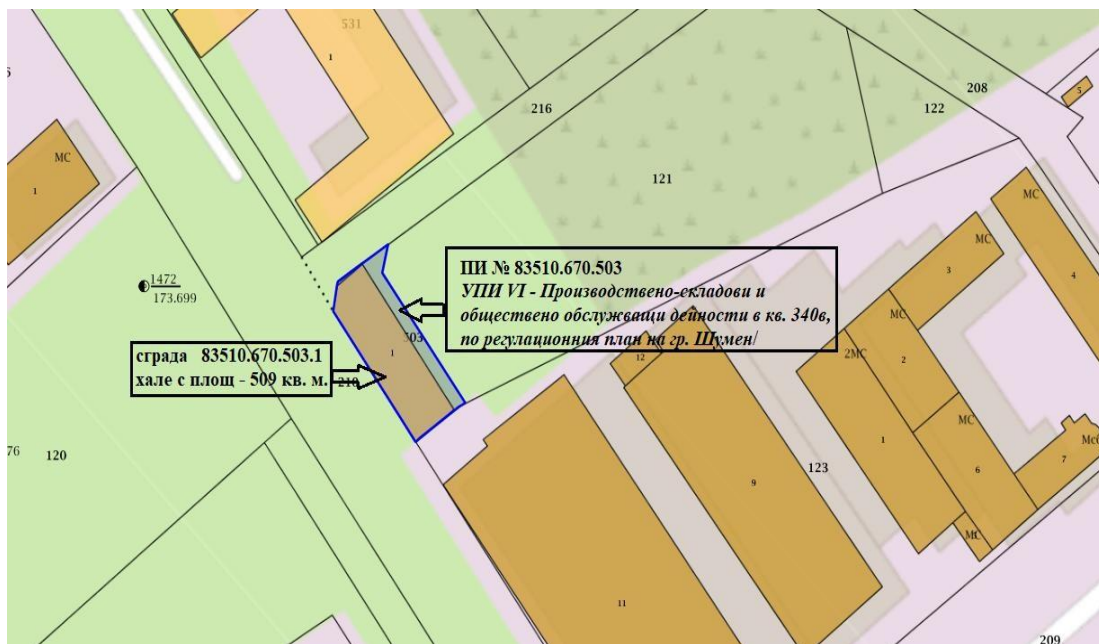 531
1
216
208
5
122
МС
1
121
МС
1472
173.699
ПИ № 83510.670.503
УПИ VI - Производствено-екладови и
обществено обслужващи дейности в кв. 340в,
по регулационния план на гр. Шумен/
МС
3
4
503
1
сграда 83510.670.503.1
хале с площ - 509 кв. м.
210
МС
12
2МС
2
МС
76
120
1
6
7
123
9
МС
11
209